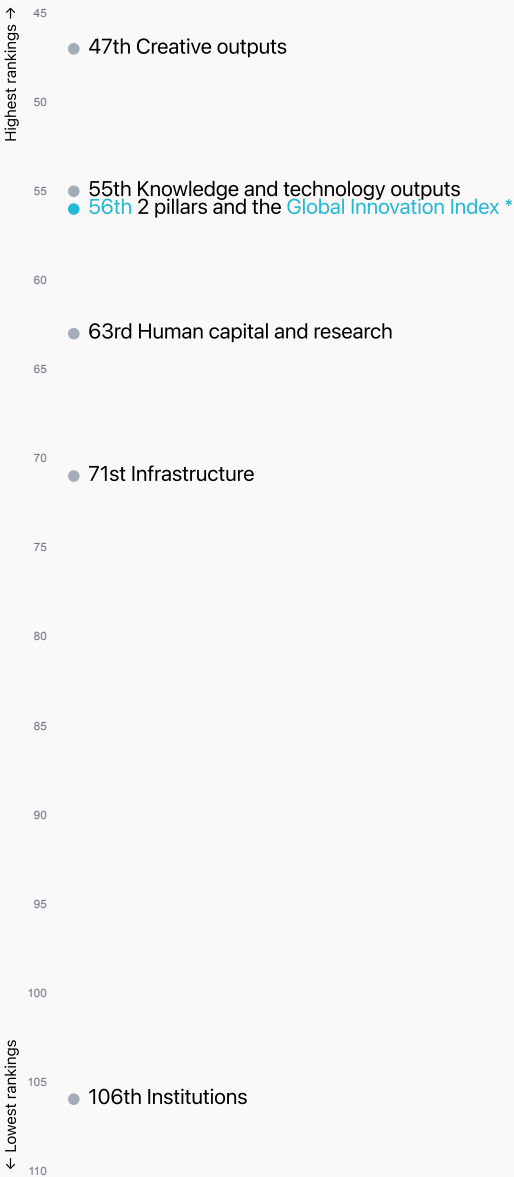 Highest rankings →
45
47th Creative outputs
50
55
55th Knowledge and technology outputs
56th 2 pillars and the Global Innovation Index *
60
63rd Human capital and research
65
70
71st Infrastructure
75
80
85
90
95
100
← Lowest rankings
105
106th Institutions
110